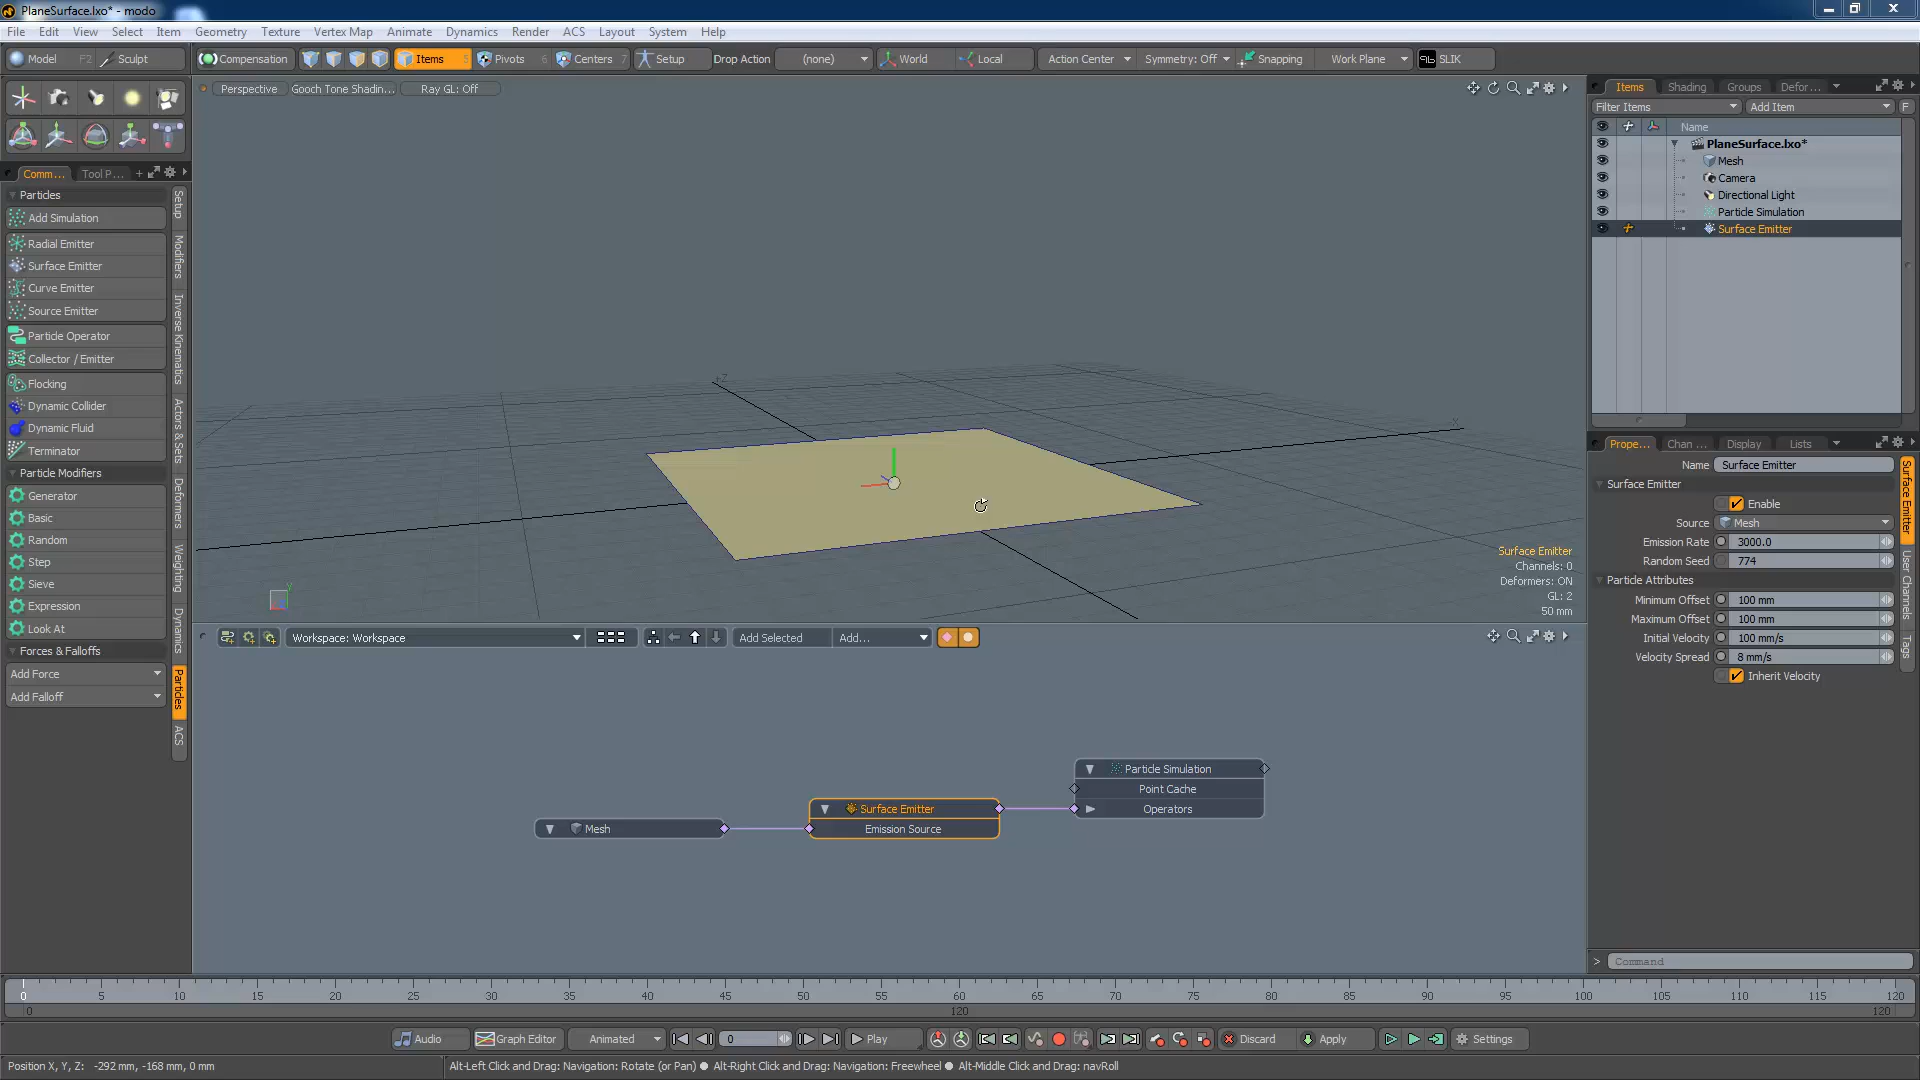 PlaneSurface.lxo* - modo
File Edit View Select Item Geometry Texture Vertex Map Animate Dynamics Render ACS Layout System Help
Model F2 Sculpt Compensation Items 5 Pivots 6 Centers 7 Setup Drop Action (none) World Local Action Center Symmetry: Off Snapping Work Plane SLIK
Perspective Gooch Tone Shadin... Ray GL: Off
Comm... Tool P...
Particles
Add Simulation
Radial Emitter
Surface Emitter
Curve Emitter
Source Emitter
Particle Operator
Collector / Emitter
Flocking
Dynamic Collider
Dynamic Fluid
Terminator
Particle Modifiers
Generator
Basic
Random
Step
Sieve
Expression
Look At
Forces & Falloffs
Add Force
Add Falloff
Setup
Modifiers
Inverse Kinematics
Actors & Sets
Deformers
Weighting
Dynamics
Particles
ACS
Surface Emitter
Channels: 0
Deformers: ON
GL: 2
50 mm
Workspace: Workspace Add Selected Add...
Mesh
Surface Emitter
Emission Source
Particle Simulation
Point Cache
Operators
Items Shading Groups Defor...
Filter Items Add Item F
Name
PlaneSurface.lxo*
Mesh
Camera
Directional Light
Particle Simulation
Surface Emitter
Prope... Chan ... Display Lists
Name Surface Emitter
Surface Emitter
Enable
Source Mesh
Emission Rate 3000.0
Random Seed 774
Particle Attributes
Minimum Offset 100 mm
Maximum Offset 100 mm
Initial Velocity 100 mm/s
Velocity Spread 8 mm/s
Inherit Velocity
Surface Emitter
User Channels
Tags
> Command
0 5 10 15 20 25 30 35 40 45 50 55 60 65 70 75 80 85 90 95 100 105 110 115 120
0 120 120
Audio Graph Editor Animated 0 Play Discard Apply Settings
Position X, Y, Z: -292 mm, -168 mm, 0 mm Alt-Left Click and Drag: Navigation: Rotate (or Pan) ● Alt-Right Click and Drag: Navigation: Freewheel ● Alt-Middle Click and Drag: navRoll